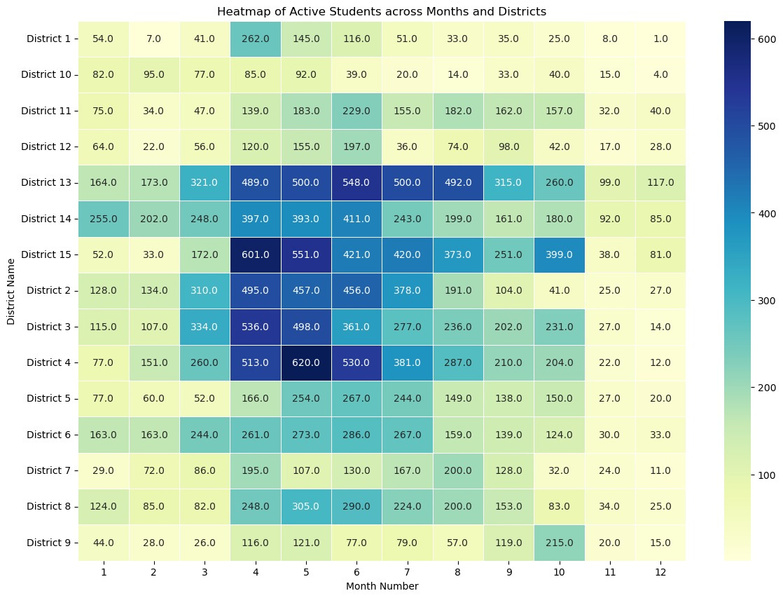 Heatmap of Active Students across Months and Districts
District 1 54.0 7.0 41.0 262.0 145.0 116.0 51.0 33.0 35.0 25.0 8.0 1.0
District 10 82.0 95.0 77.0 85.0 92.0 39.0 20.0 14.0 33.0 40.0 15.0 4.0
District 11 75.0 34.0 47.0 139.0 183.0 229.0 155.0 182.0 162.0 157.0 32.0 40.0
District 12 64.0 22.0 56.0 120.0 155.0 197.0 36.0 74.0 98.0 42.0 17.0 28.0
District 13 164.0 173.0 321.0 489.0 500.0 548.0 500.0 492.0 315.0 260.0 99.0 117.0
District 14 255.0 202.0 248.0 397.0 393.0 411.0 243.0 199.0 161.0 180.0 92.0 85.0
District 15 52.0 33.0 172.0 601.0 551.0 421.0 420.0 373.0 251.0 399.0 38.0 81.0
District 2 128.0 134.0 310.0 495.0 457.0 456.0 378.0 191.0 104.0 41.0 25.0 27.0
District 3 115.0 107.0 334.0 536.0 498.0 361.0 277.0 236.0 202.0 231.0 27.0 14.0
District 4 77.0 151.0 260.0 513.0 620.0 530.0 381.0 287.0 210.0 204.0 22.0 12.0
District 5 77.0 60.0 52.0 166.0 254.0 267.0 244.0 149.0 138.0 150.0 27.0 20.0
District 6 163.0 163.0 244.0 261.0 273.0 286.0 267.0 159.0 139.0 124.0 30.0 33.0
District 7 29.0 72.0 86.0 195.0 107.0 130.0 167.0 200.0 128.0 32.0 24.0 11.0
District 8 124.0 85.0 82.0 248.0 305.0 290.0 224.0 200.0 153.0 83.0 34.0 25.0
District 9 44.0 28.0 26.0 116.0 121.0 77.0 79.0 57.0 119.0 215.0 20.0 15.0
1 2 3 4 5 6 7 8 9 10 11 12
Month Number
District Name
600
500
400
300
200
100